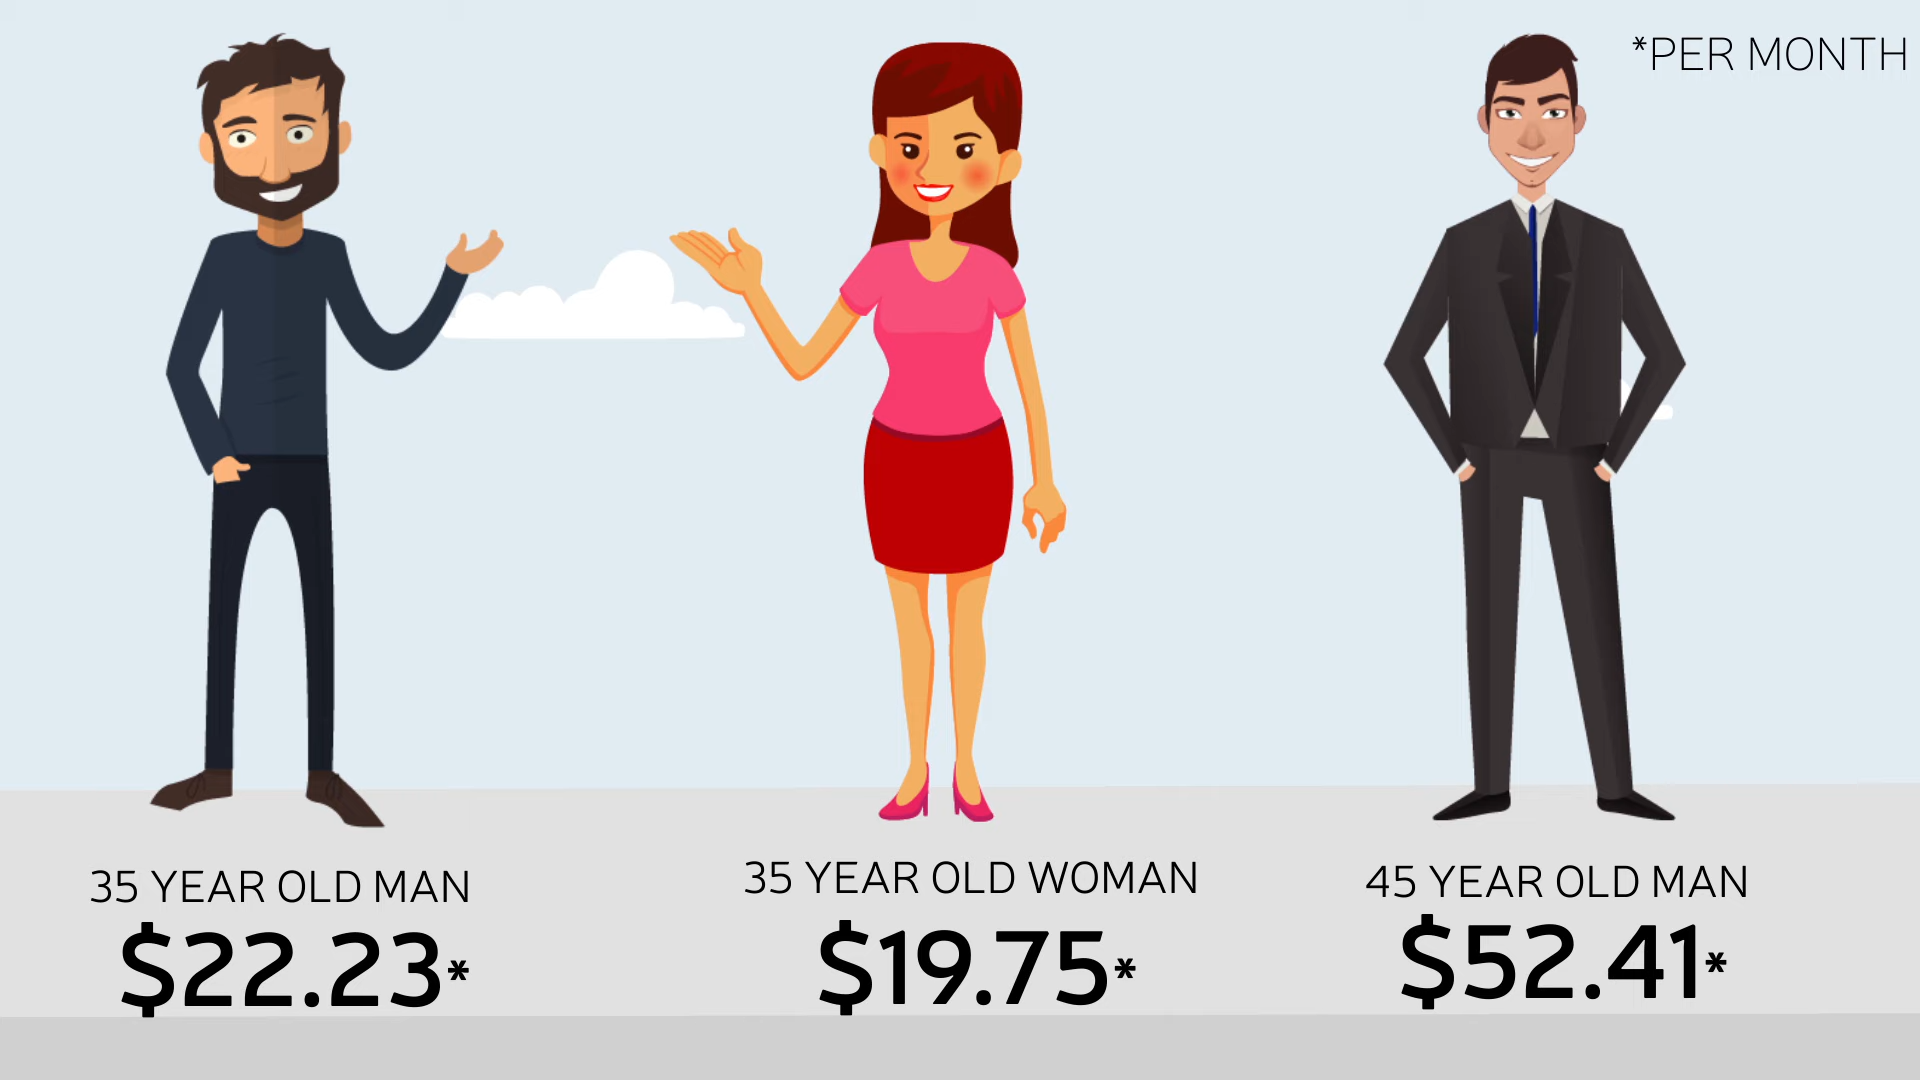 *PER MONTH
35 YEAR OLD MAN
$22.23*
35 YEAR OLD WOMAN
$19.75*
45 YEAR OLD MAN
$52.41*